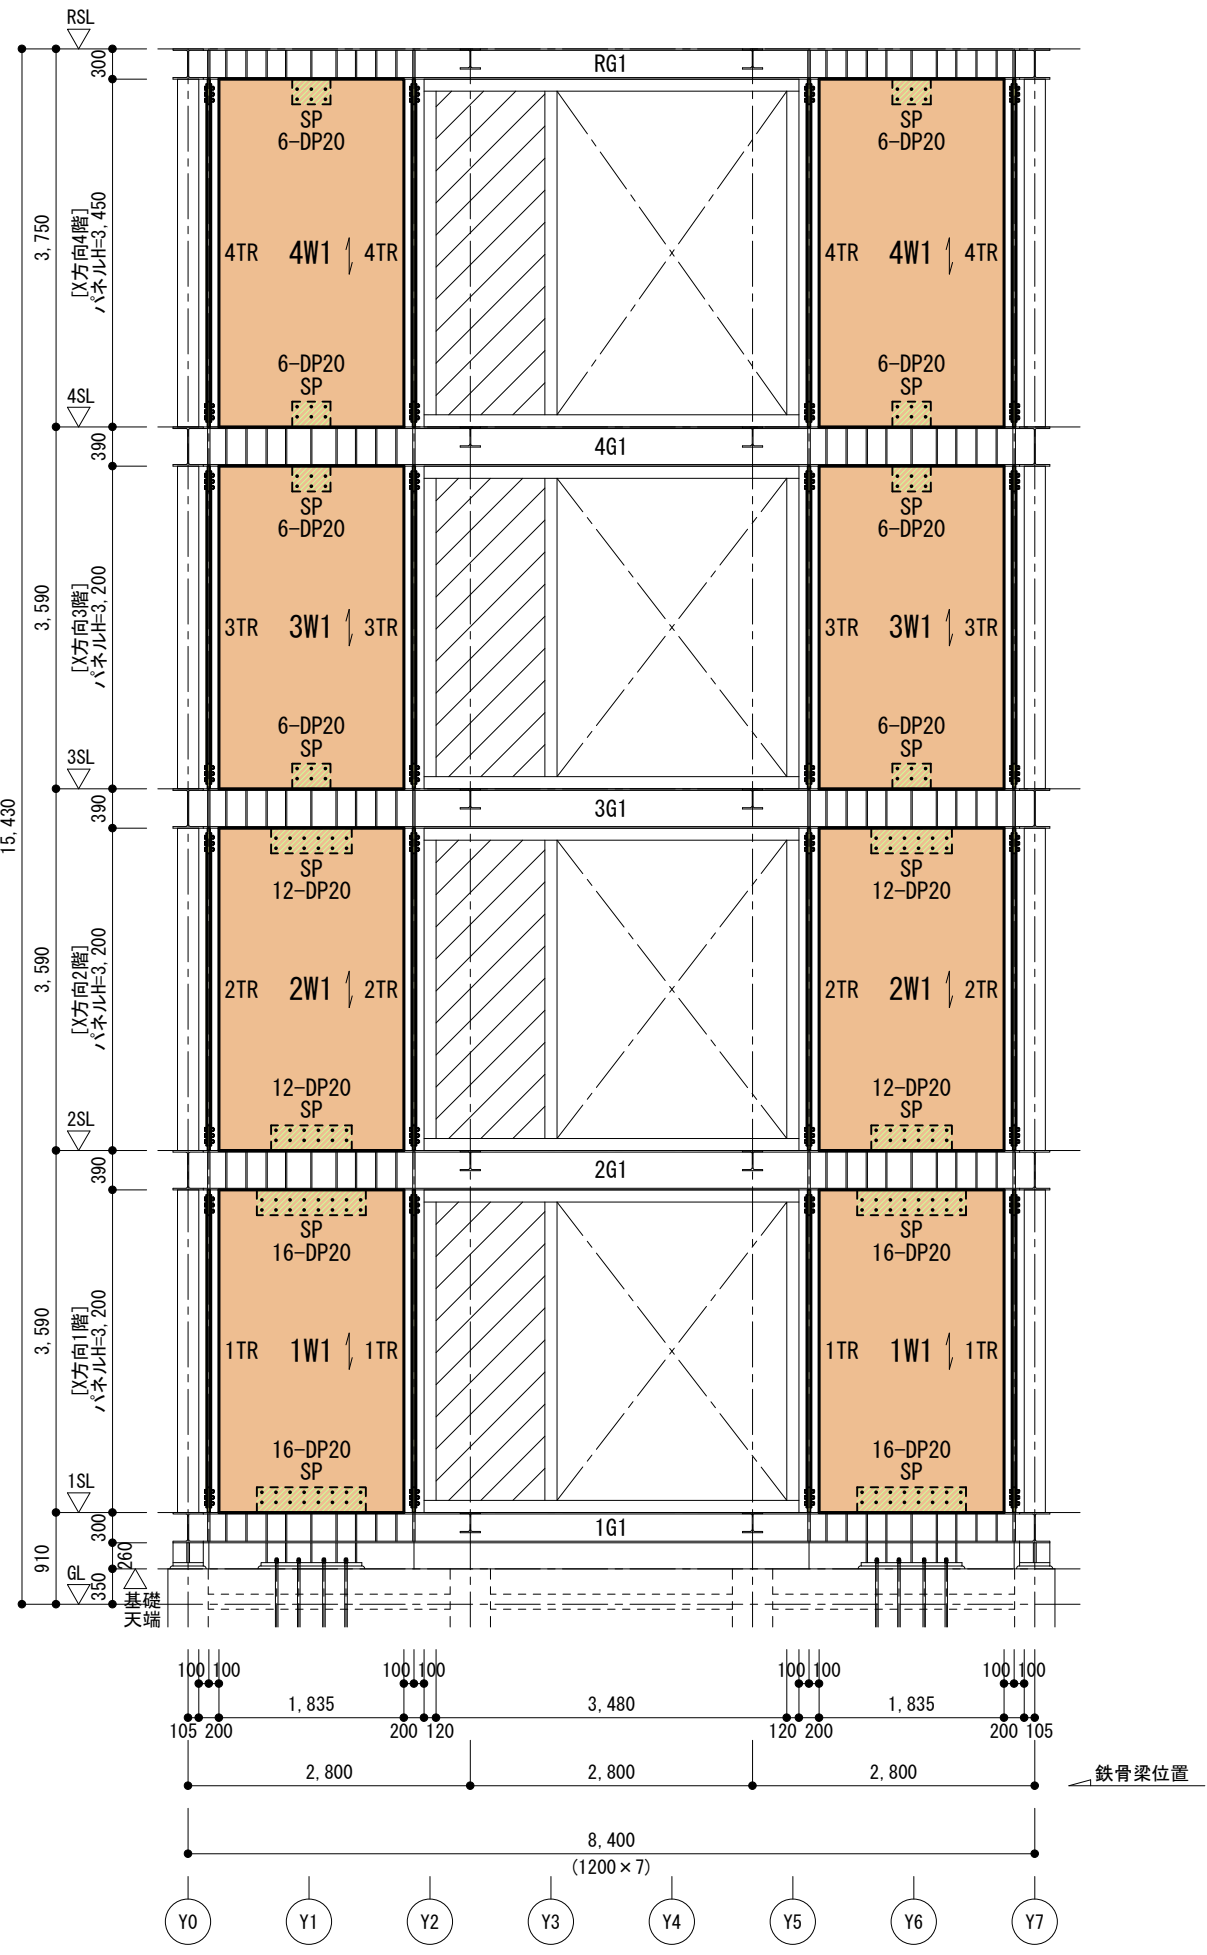 RSL
300
RG1
SP
6-DP20
SP
6-DP20
3,750
[X方向4階]
パネルH=3,450
4TR
4W1
4TR
4TR
4W1
4TR
6-DP20
SP
6-DP20
SP
4SL
390
4G1
SP
6-DP20
SP
6-DP20
3,590
[X方向3階]
パネルH=3,200
3TR
3W1
3TR
3TR
3W1
3TR
6-DP20
SP
6-DP20
SP
3SL
390
3G1
15,430
SP
12-DP20
SP
12-DP20
3,590
[X方向2階]
パネルH=3,200
2TR
2W1
2TR
2TR
2W1
2TR
12-DP20
SP
12-DP20
SP
2SL
390
2G1
SP
16-DP20
SP
16-DP20
3,590
[X方向1階]
パネルH=3,200
1TR
1W1
1TR
1TR
1W1
1TR
16-DP20
SP
16-DP20
SP
1SL
300
1G1
910
260
GL
350
基礎
天端
100 100
100 100
100 100
100 100
1,835
3,480
1,835
105 200
200 120
120 200
200 105
2,800
2,800
2,800
鉄骨梁位置
8,400
(1200×7)
Y0
Y1
Y2
Y3
Y4
Y5
Y6
Y7